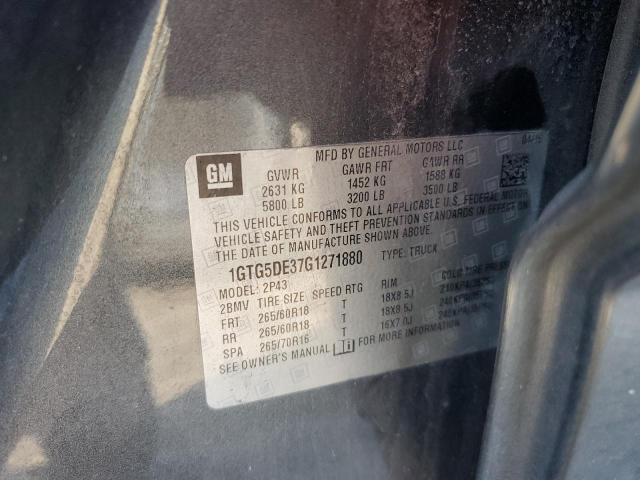 MFD BY GENERAL MOTORS LLC
GM
GVWR GAWR FRT GAWR RR
2631 KG 1452 KG 1588 KG
5800 LB 3200 LB 3500 LB
THIS VEHICLE CONFORMS TO ALL APPLICABLE U.S. FEDERAL
VEHICLE SAFETY AND THEFT PREVENTION STANDARDS IN EFFECT ON
THE DATE OF MANUFACTURE SHOWN ABOVE.
1GTG5DE37G1271880 TYPE: TRUCK
MODEL: 2P43
2BMV TIRE SIZE SPEED RTG RIM COLD TIRE
FRT 265/60R18 T 18X8.5J
RR 265/60R18 T 18X8.5J
SPA 265/70R16 T 16X7.0J
SEE OWNER'S MANUAL FOR MORE INFORMATION